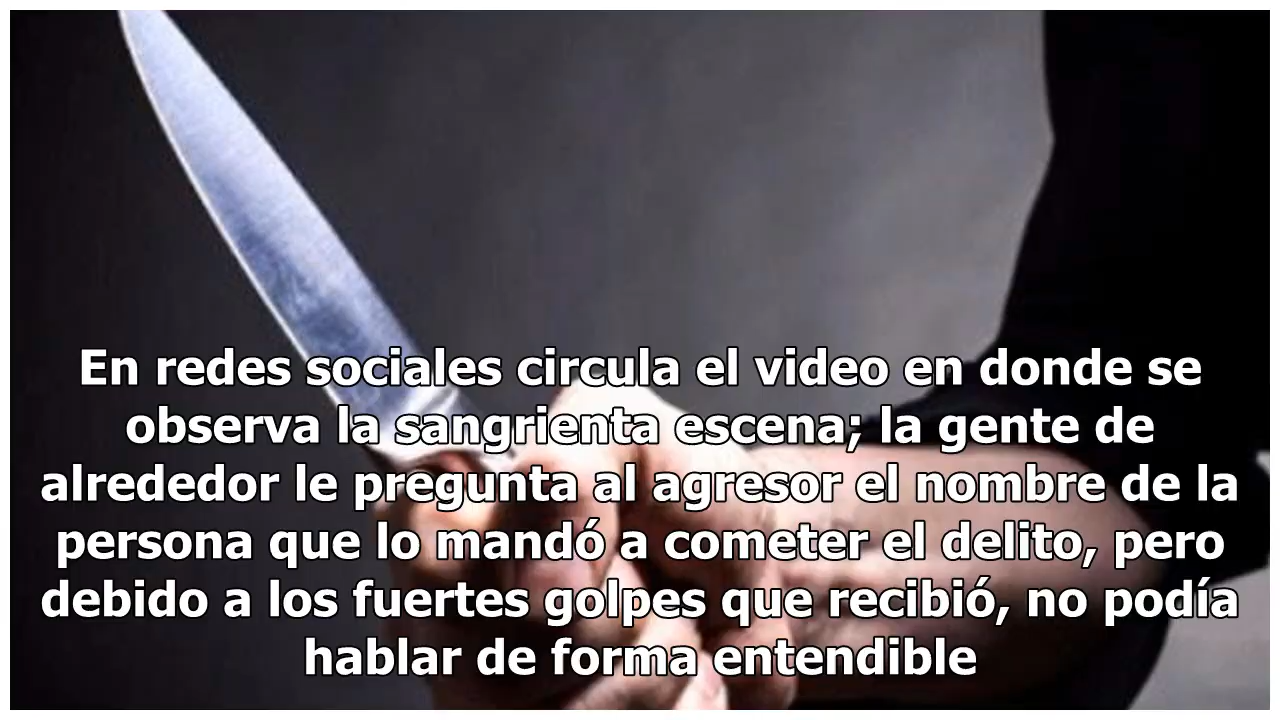 En redes sociales circula el video en donde se
observa la sangrienta escena; la gente de
alrededor le pregunta al agresor el nombre de la
persona que lo mandó a cometer el delito, pero
debido a los fuertes golpes que recibió, no podía
hablar de forma entendible